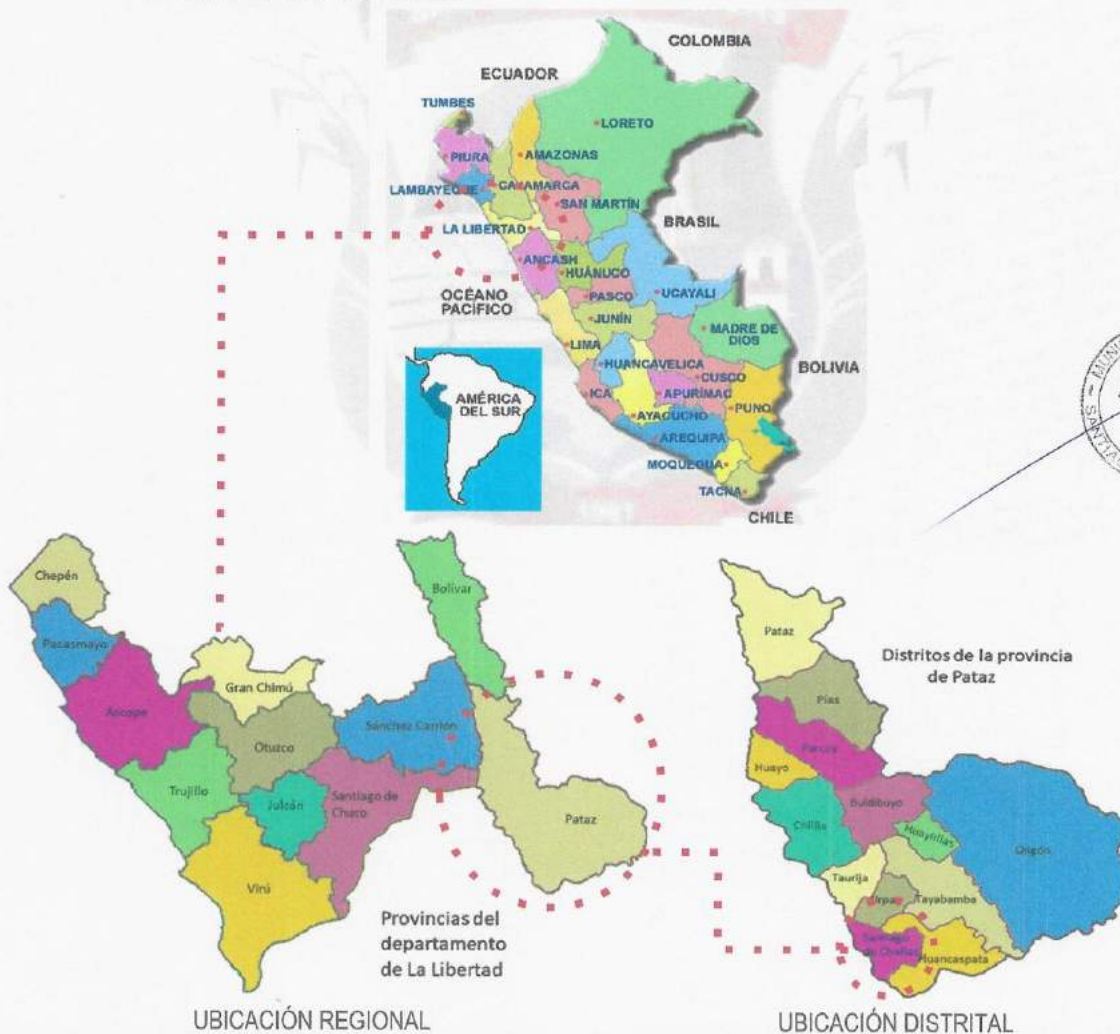 COLOMBIA
ECUADOR
TUMBES
LORETO
PIURA
AMAZONAS
LAMBAYEQUE
CAJAMARCA
SAN MARTÍN
BRASIL
LA LIBERTAD
ANCASH
HUÁNUCO
OCÉANO
PACÍFICO
PASCO
UCAYALI
JUNÍN
MADRE DE
DIOS
LIMA
HUANCAVELICA
BOLIVIA
CUSCO
ICA
APURÍMAC
PUNO
AYACUCHO
AREQUIPA
MOQUEGUA
TACNA
CHILE
AMÉRICA
DEL SUR
Chepén
Pacasmayo
Ascope
Gran Chimú
Otuzco
Trujillo
Julcán
Virú
Bolívar
Sánchez Carrión
Santiago de
Chuco
Pataz
Provincias del
departamento
de La Libertad
UBICACIÓN REGIONAL
Pataz
Distritos de la provincia
de Pataz
Pías
Parcoy
Huayo
Buldibuyo
Chillia
Huaylillas
Ongón
Taurija
Urpay
Tayabamba
Santiago
de Challas
Huancaspata
UBICACIÓN DISTRITAL